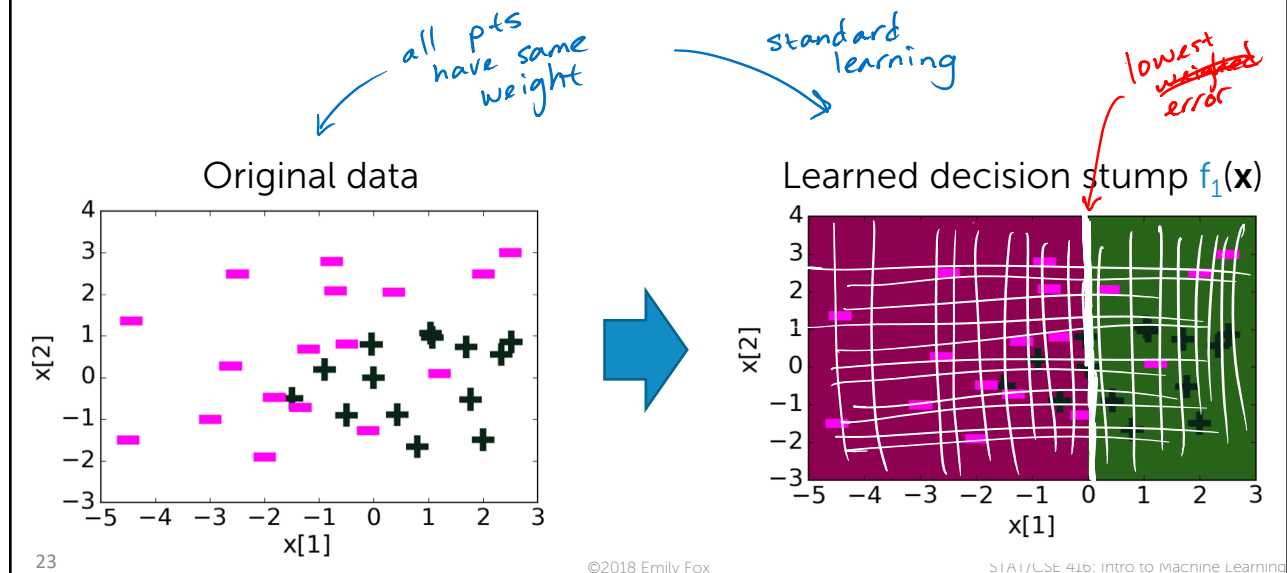 all pts
have same
weight
standard
learning
lowest
weighted
error
Original data
Learned decision stump f1(x)
4
3
2
1
0
−1
−2
−3
x[2]
−5 −4 −3 −2 −1 0 1 2 3
x[1]
4
3
2
1
0
−1
−2
−3
x[2]
−5 −4 −3 −2 −1 0 1 2 3
x[1]
23
©2018 Emily Fox
STAT/CSE 416: Intro to Machine Learning